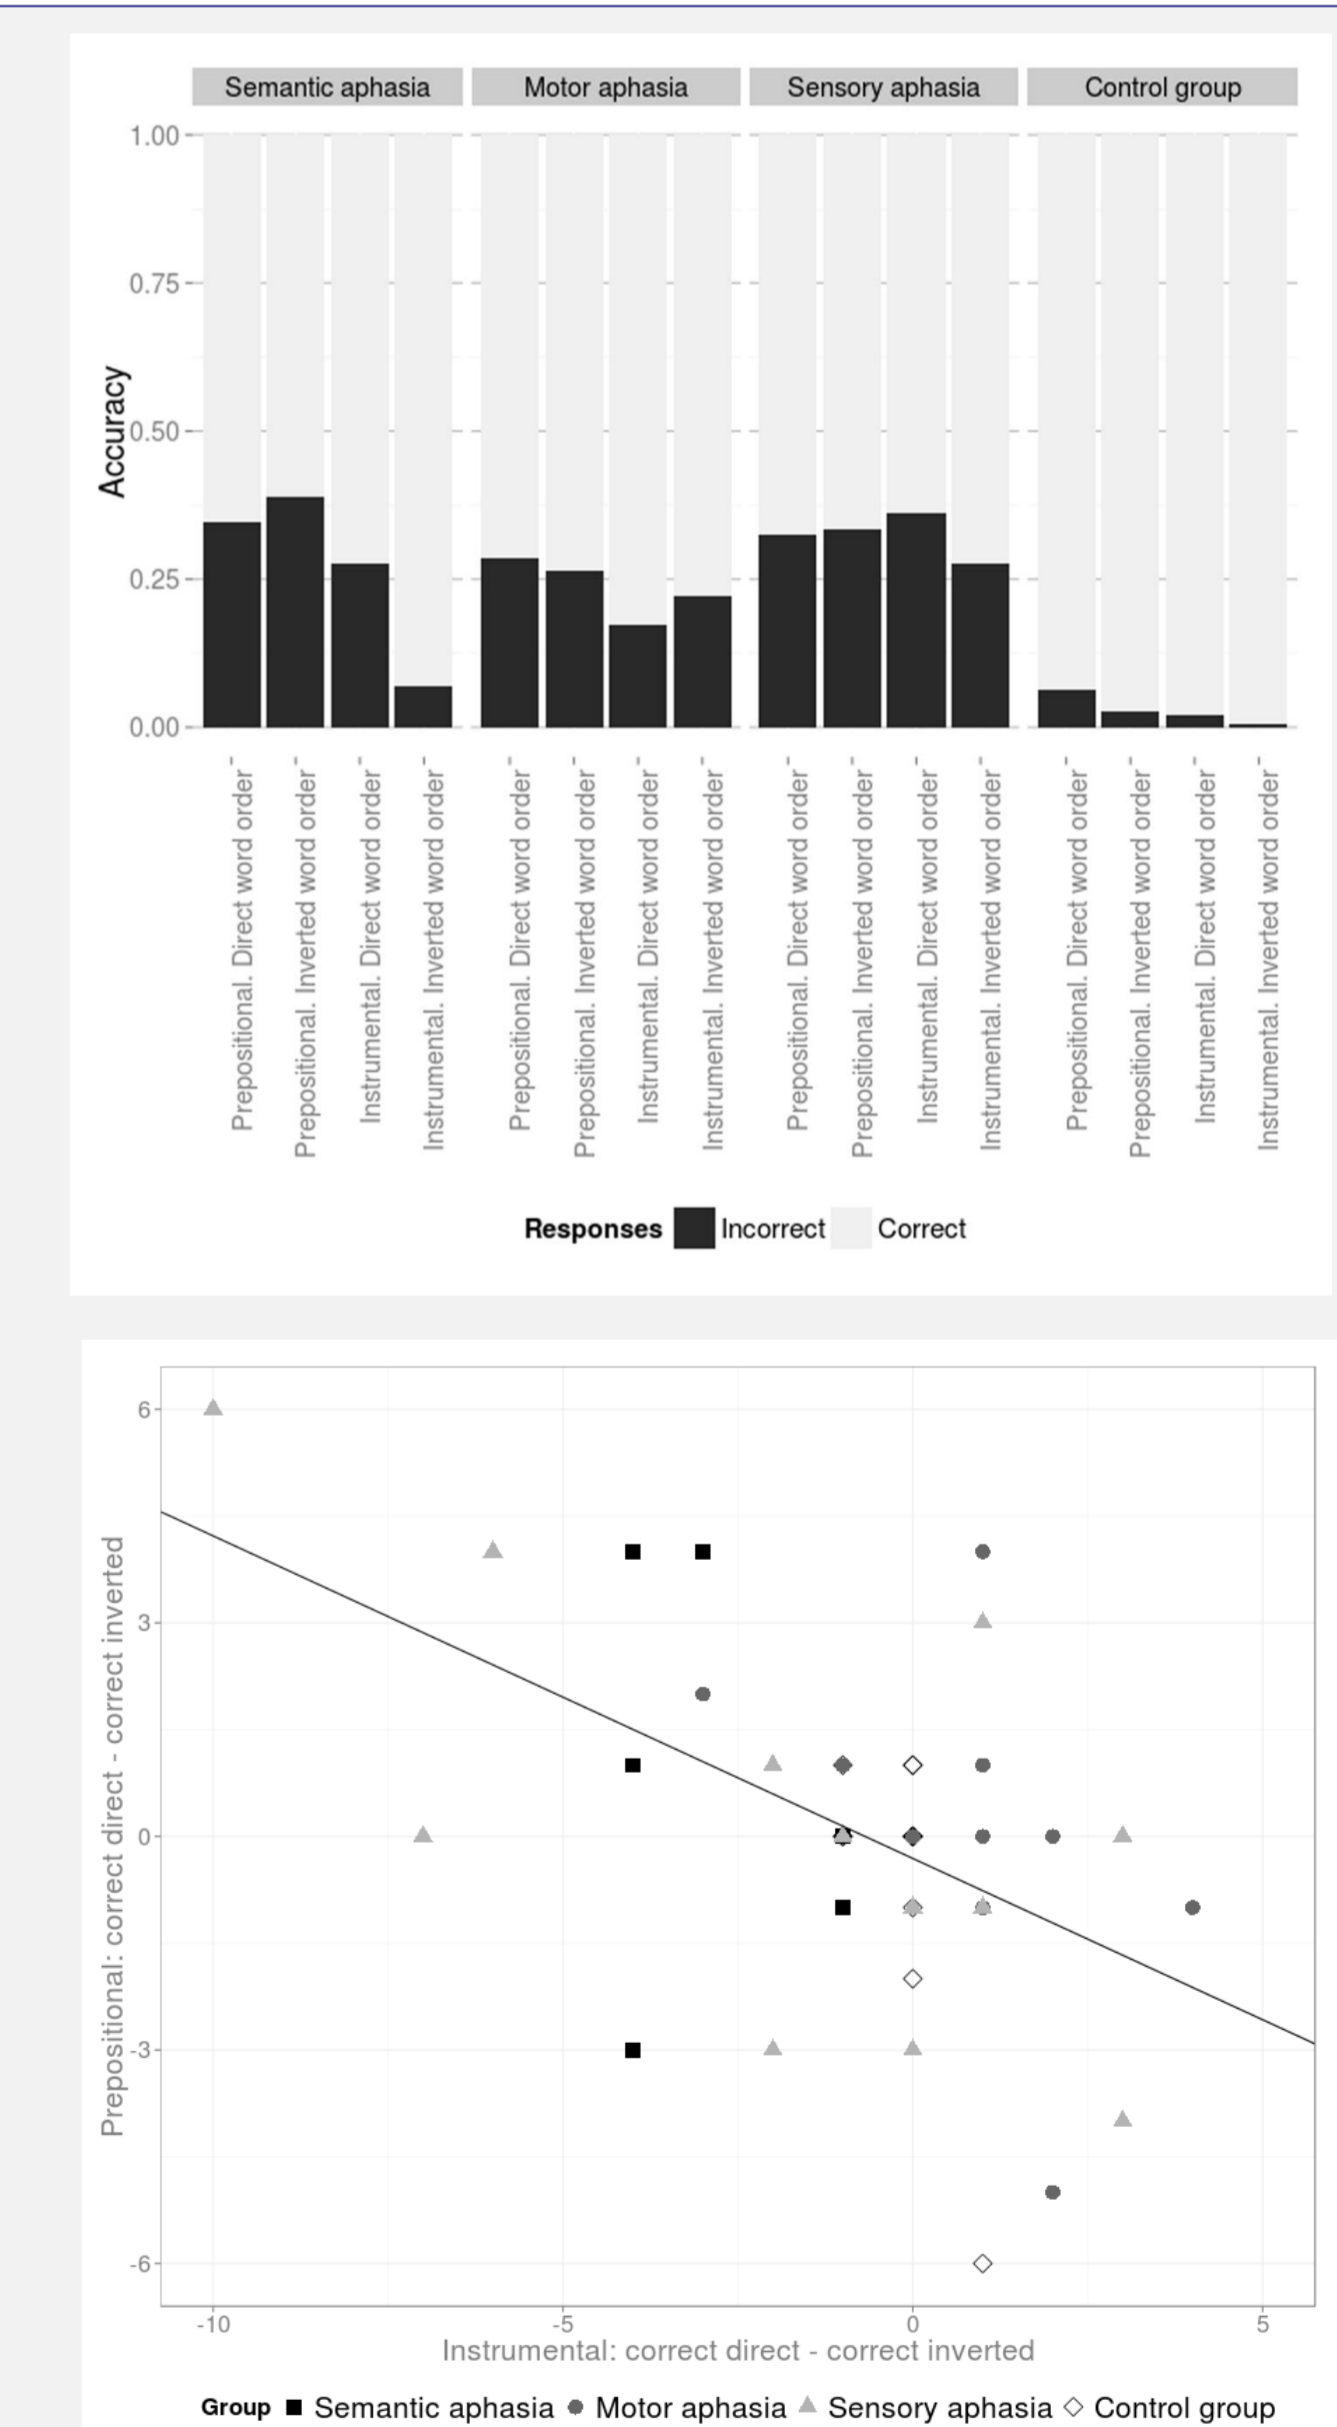 Semantic aphasia Motor aphasia Sensory aphasia Control group
1.00
0.75
0.50
0.25
0.00
Accuracy
Prepositional. Direct word order
Prepositional. Inverted word order
Instrumental. Direct word order
Instrumental. Inverted word order
Prepositional. Direct word order
Prepositional. Inverted word order
Instrumental. Direct word order
Instrumental. Inverted word order
Prepositional. Direct word order
Prepositional. Inverted word order
Instrumental. Direct word order
Instrumental. Inverted word order
Prepositional. Direct word order
Prepositional. Inverted word order
Instrumental. Direct word order
Instrumental. Inverted word order
Responses Incorrect Correct
6
3
0
-3
-6
Prepositional: correct direct - correct inverted
-10 -5 0 5
Instrumental: correct direct - correct inverted
Group Semantic aphasia Motor aphasia Sensory aphasia Control group